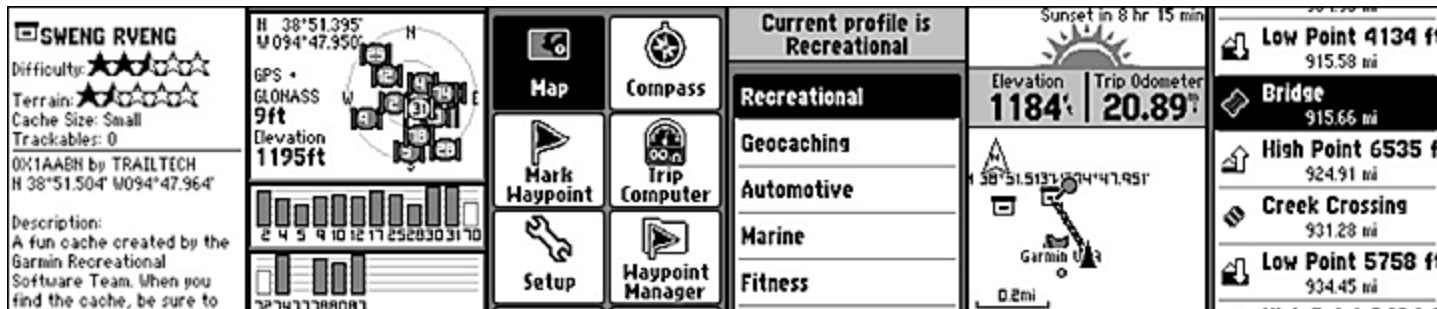 SWENG RVENG
Difficulty:
Terrain:
Cache Size: Small
Trackables: 0
0X1AABN by TRAILTECH
N 38°51.504' W094°47.964'
Description:
A fun cache created by the
Garmin Recreational
Software Team. When you
find the cache, be sure to
N 38°51.395'
W 094°47.950'
N
GPS +
GLONASS
9ft
W
E
S
31
Elevation
1195ft
2 4 5 9 10 12 17 25 28 30 31 70
Map
Compass
Mark
Waypoint
Trip
Computer
Setup
Waypoint
Manager
Current profile is
Recreational
Recreational
Geocaching
Automotive
Marine
Fitness
Sunset in 8 hr 15 min
Elevation
1184
Trip Odometer
20.89
N
Garmin
0.2mi
Low Point 4134 ft
915.58 mi
Bridge
915.66 mi
High Point 6535 f
924.91 mi
Creek Crossing
931.28 mi
Low Point 5758 ft
934.45 mi